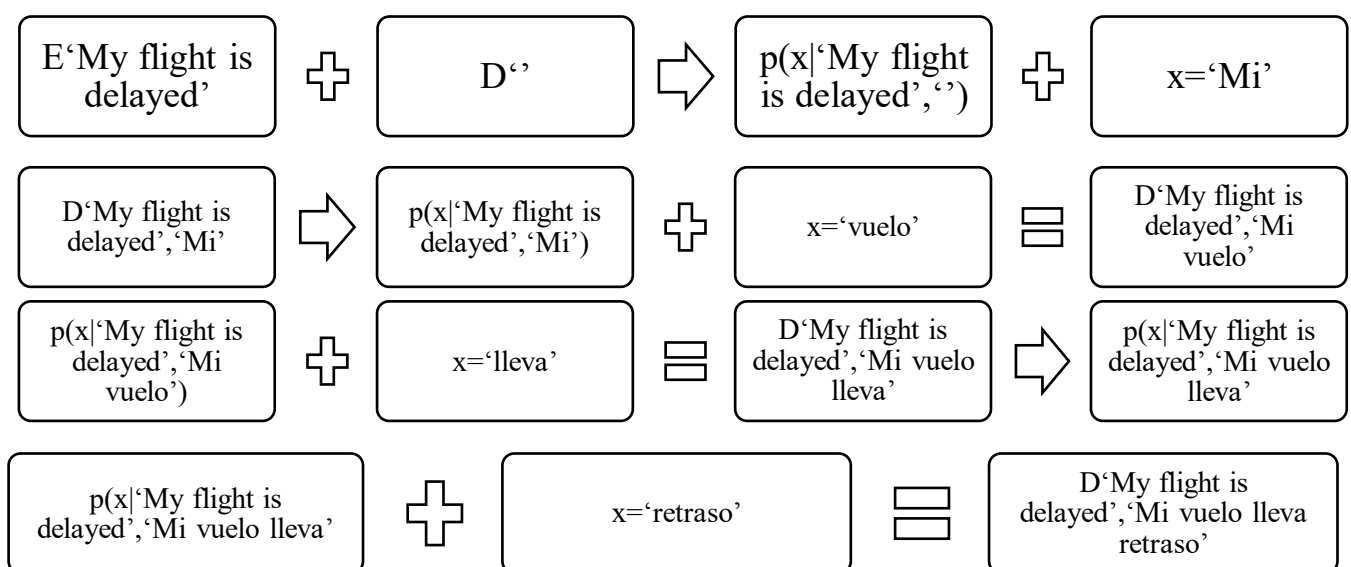 E‘My flight is
delayed’
D‘’
p(x|‘My flight
is delayed’,‘’)
x=‘Mi’
D‘My flight is
delayed’,‘Mi’
p(x|‘My flight is
delayed’,‘Mi’)
x=‘vuelo’
D‘My flight is
delayed’,‘Mi
vuelo’
p(x|‘My flight is
delayed’,‘Mi
vuelo’)
x=‘lleva’
D‘My flight is
delayed’,‘Mi vuelo
lleva’
p(x|‘My flight is
delayed’,‘Mi vuelo
lleva’
p(x|‘My flight is
delayed’,‘Mi vuelo lleva’
x=‘retraso’
D‘My flight is
delayed’,‘Mi vuelo lleva
retraso’